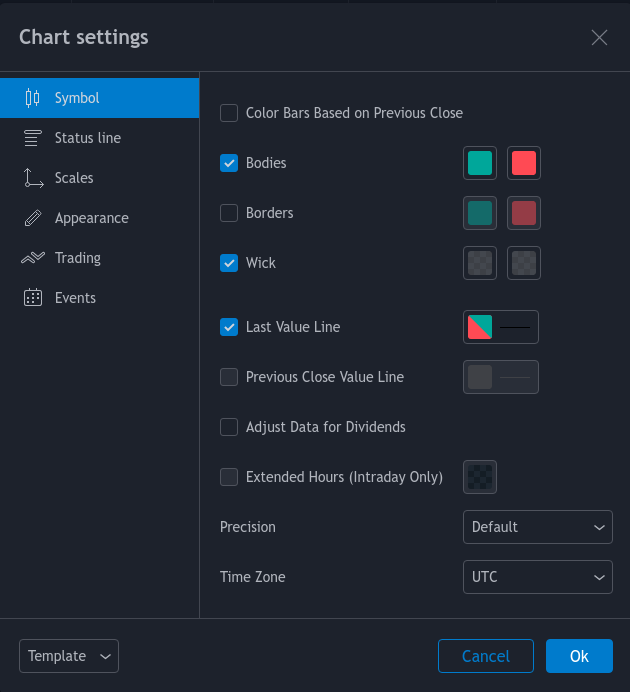 Chart settings
Symbol
Status line
Scales
Appearance
Trading
Events
Color Bars Based on Previous Close
Bodies
Borders
Wick
Last Value Line
Previous Close Value Line
Adjust Data for Dividends
Extended Hours (Intraday Only)
Precision
Default
Time Zone
UTC
Template
Cancel
Ok